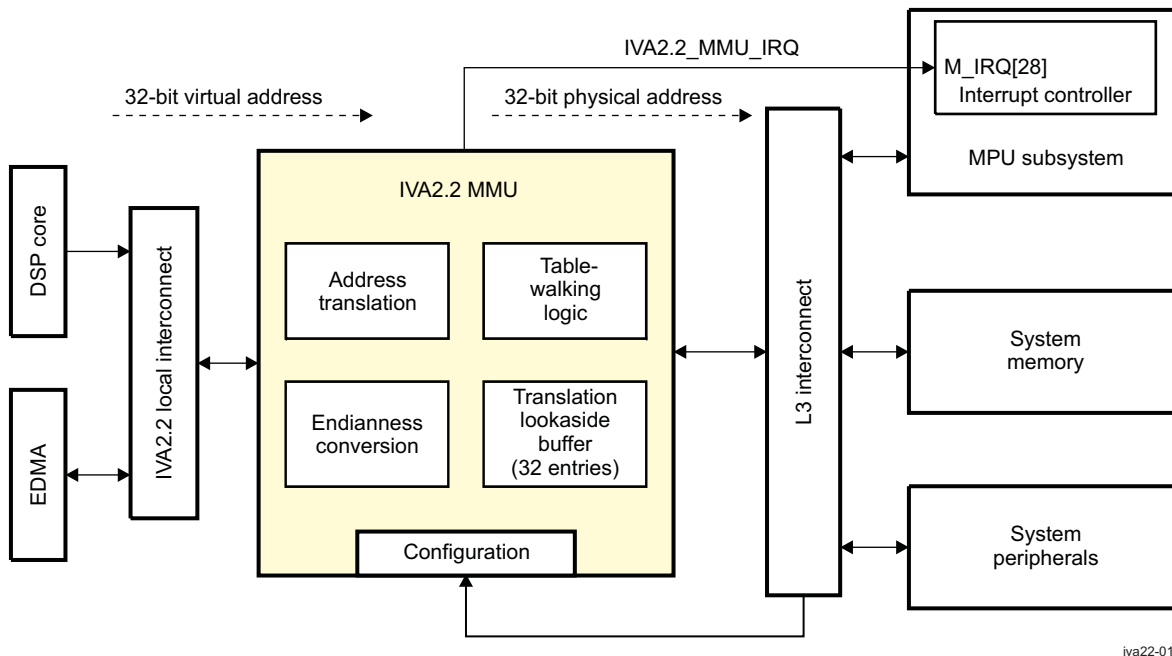 IVA2.2_MMU_IRQ
M_IRQ[28]
Interrupt controller
MPU subsystem
32-bit virtual address
32-bit physical address
DSP core
EDMA
IVA2.2 local interconnect
IVA2.2 MMU
Address
translation
Table-
walking
logic
Endianness
conversion
Translation
lookaside
buffer
(32 entries)
Configuration
L3 interconnect
System
memory
System
peripherals
iva22-01